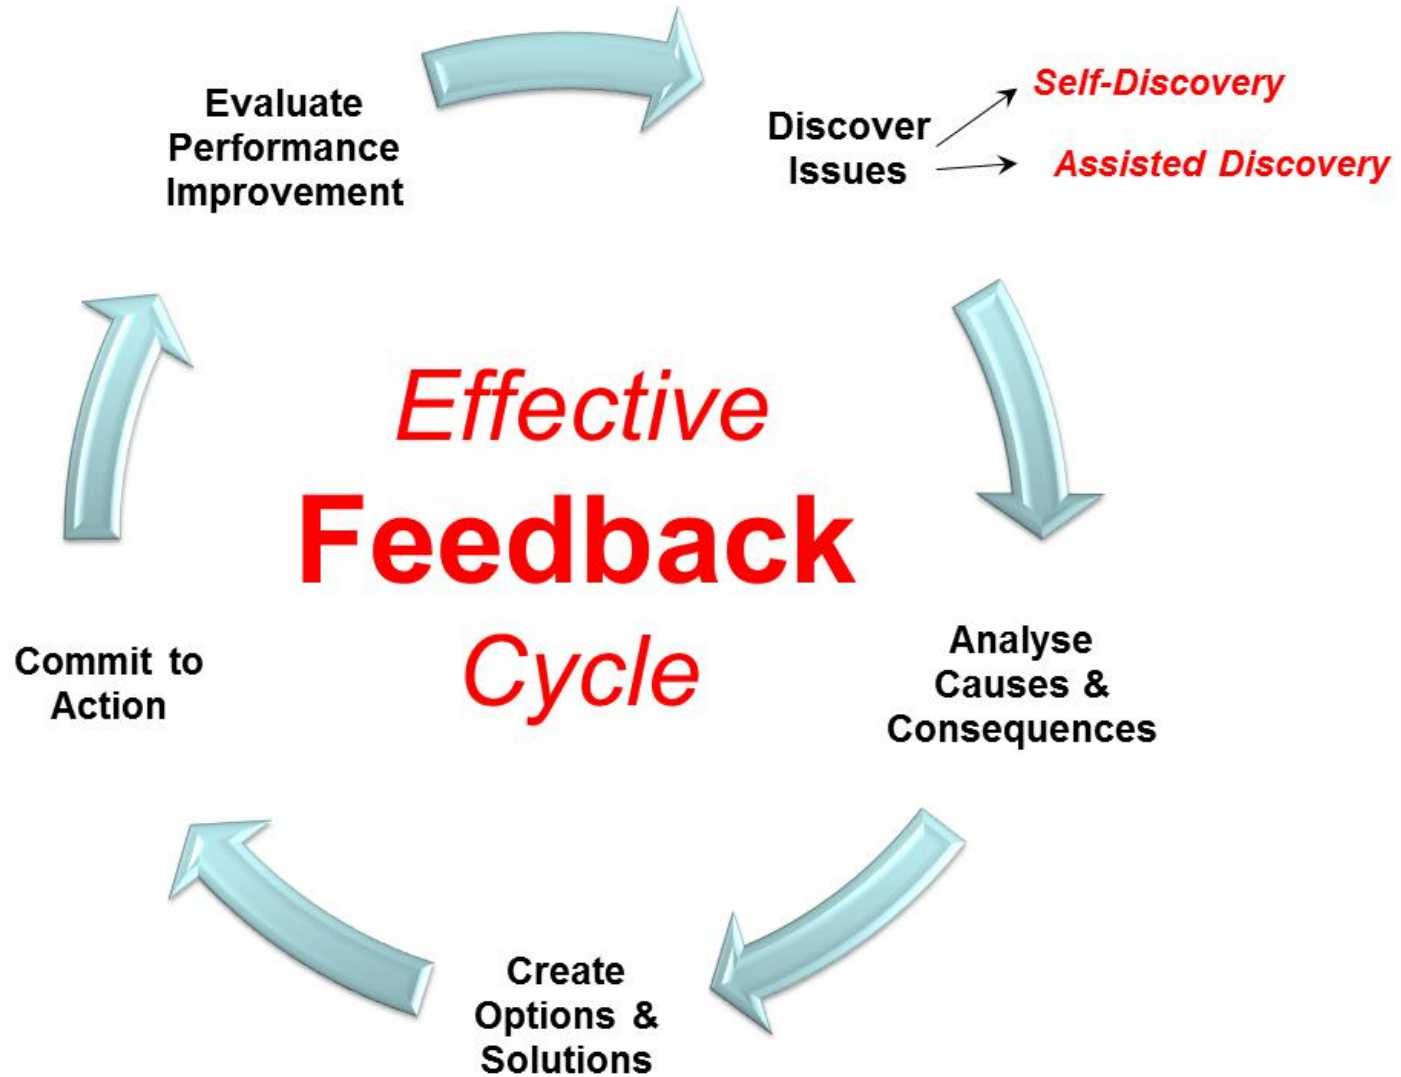 Evaluate
Performance
Improvement
Discover
Issues
Self-Discovery
Assisted Discovery
Effective
Feedback
Cycle
Analyse
Causes &
Consequences
Commit to
Action
Create
Options &
Solutions